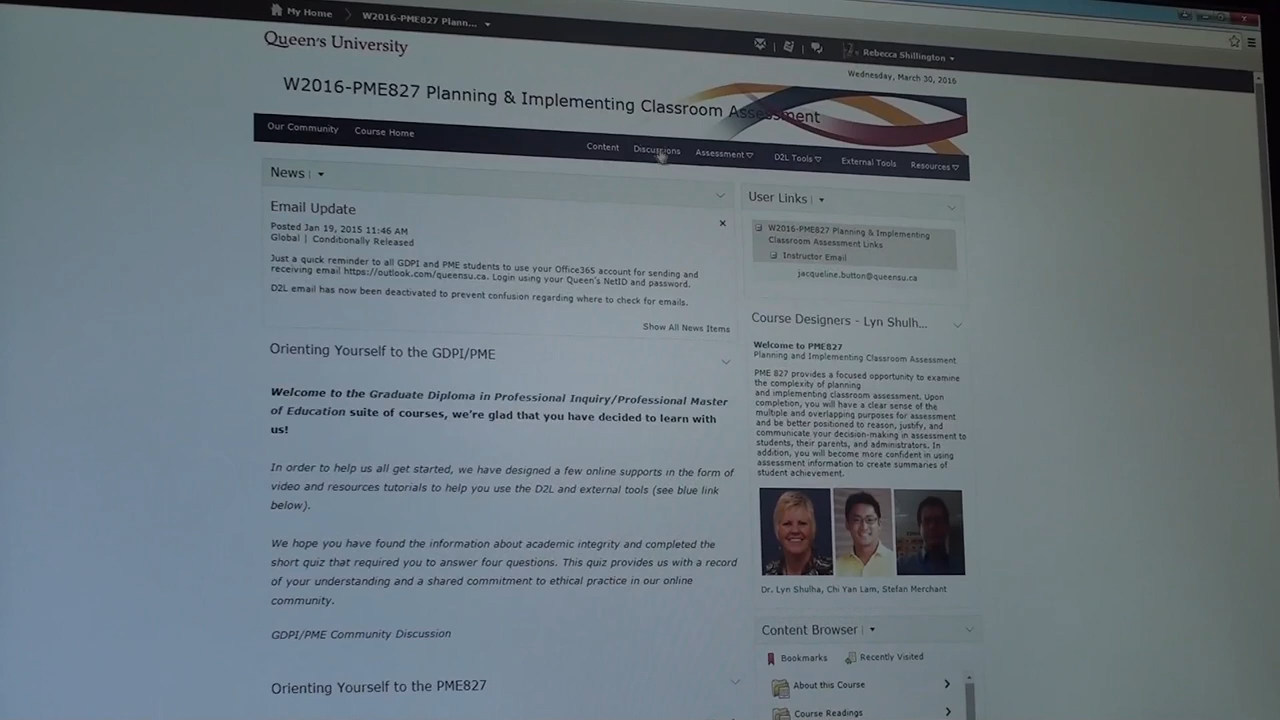 My Home
W2016-PME827 Plann...
Queen's University
Rebecca Shillington
Wednesday, March 30, 2016
W2016-PME827 Planning & Implementing Classroom Assessment
Our Community
Course Home
Content
Discussions
Assessment
D2L Tools
External Tools
Resources
News
Email Update
Posted Jan 19, 2015 11:46 AM
Global | Conditionally Released
Just a quick reminder to all GDPI and PME students to use your Office365 account for sending and
receiving email https://outlook.com/queensu.ca. Login using your Queen's NetID and password.
D2L email has now been deactivated to prevent confusion regarding where to check for emails.
Show All News Items
Orienting Yourself to the GDPI/PME
Welcome to the Graduate Diploma in Professional Inquiry/Professional Master
of Education suite of courses, we're glad that you have decided to learn with
us!
In order to help us all get started, we have designed a few online supports in the form of
video and resources tutorials to help you use the D2L and external tools (see blue link
below).
We hope you have found the information about academic integrity and completed the
short quiz that required you to answer four questions. This quiz provides us with a record
of your understanding and a shared commitment to ethical practice in our online
community.
GDPI/PME Community Discussion
Orienting Yourself to the PME827
User Links
W2016-PME827 Planning & Implementing
Classroom Assessment Links
Instructor Email
jacqueline.button@queensu.ca
Course Designers - Lyn Shulh...
Welcome to PME827
Planning and Implementing Classroom Assessment
PME 827 provides a focused opportunity to examine
the complexity of planning
and implementing classroom assessment. Upon
completion, you will have a clear sense of the
multiple and overlapping purposes for assessment
and be better positioned to reason, justify, and
communicate your decision-making in assessment to
students, their parents, and administrators. In
addition, you will become more confident in using
assessment information to create summaries of
student achievement.
Dr. Lyn Shulha, Chi Yan Lam, Stefan Merchant
Content Browser
Bookmarks
Recently Visited
About this Course
Course Readings